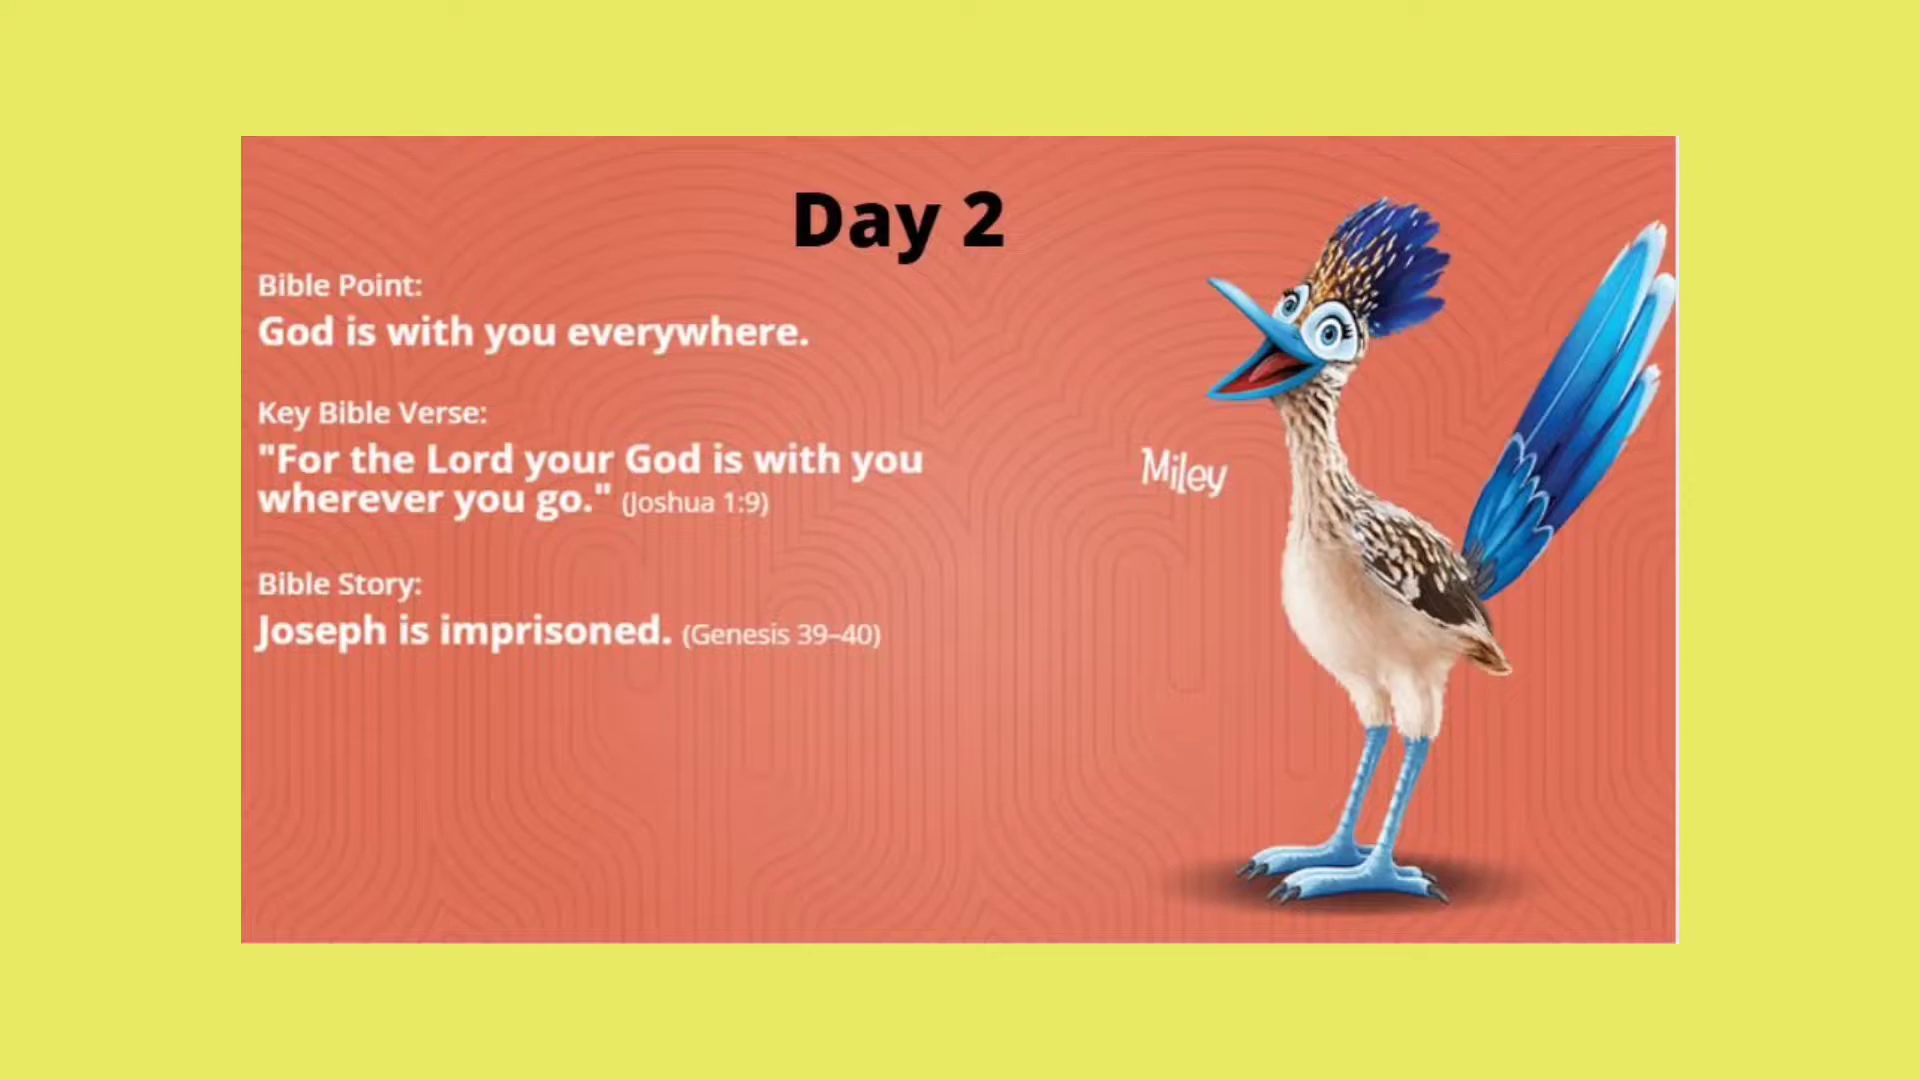 Day 2
Bible Point:
God is with you everywhere.
Key Bible Verse:
"For the Lord your God is with you
wherever you go." (Joshua 1:9)
Bible Story:
Joseph is imprisoned. (Genesis 39–40)
Miley